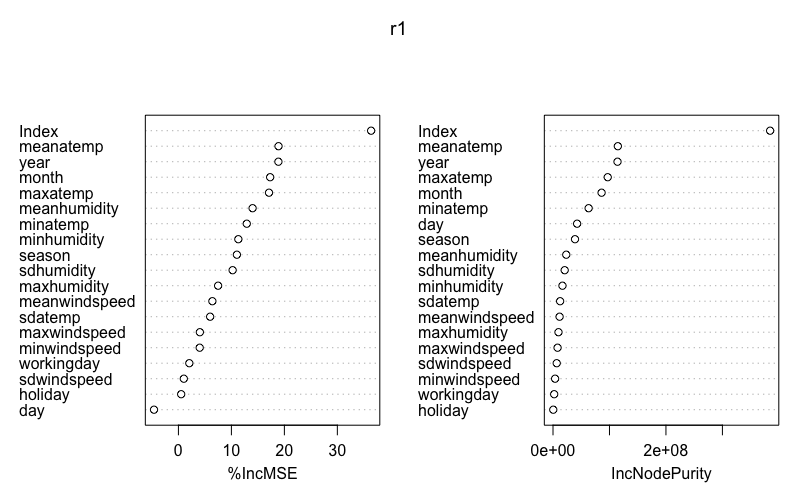 r1
Index
meanatemp
year
month
maxatemp
meanhumidity
minatemp
minhumidity
season
sdhumidity
maxhumidity
meanwindspeed
sdatemp
maxwindspeed
minwindspeed
workingday
sdwindspeed
holiday
day
0 10 20 30
%IncMSE
Index
meanatemp
year
maxatemp
month
minatemp
day
season
meanhumidity
sdhumidity
minhumidity
sdatemp
meanwindspeed
maxhumidity
maxwindspeed
sdwindspeed
minwindspeed
workingday
holiday
0e+00 2e+08
IncNodePurity